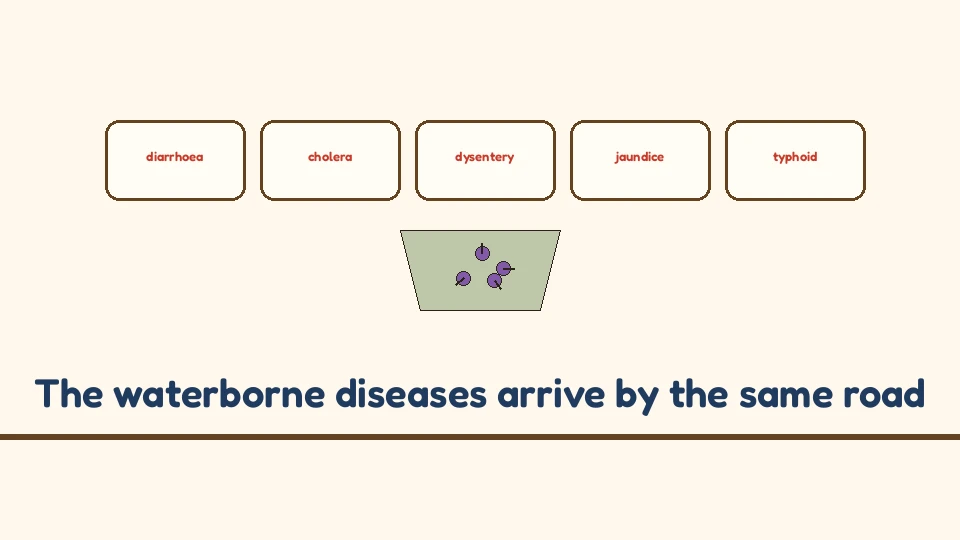 diarrhoea
cholera
dysentery
jaundice
typhoid
The waterborne diseases arrive by the same road